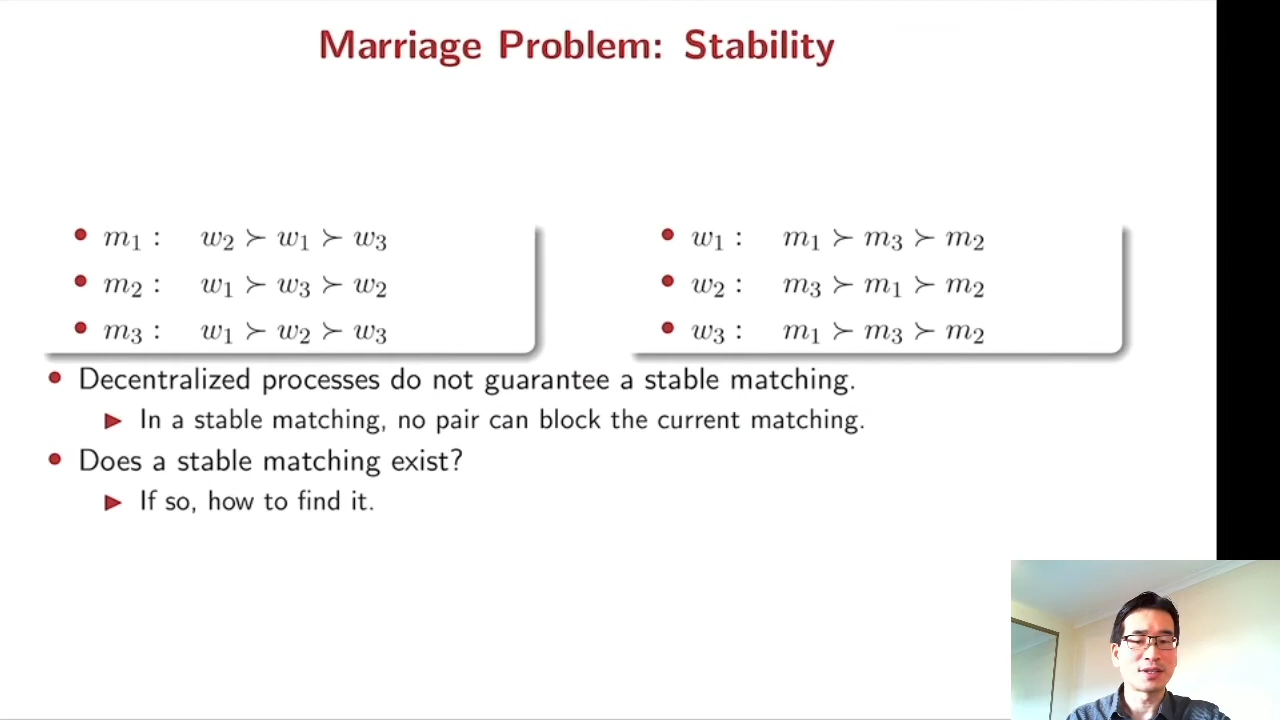 Marriage Problem: Stability
• m₁ : w₂ ≻ w₁ ≻ w₃
• m₂ : w₁ ≻ w₃ ≻ w₂
• m₃ : w₁ ≻ w₂ ≻ w₃
• w₁ : m₁ ≻ m₃ ≻ m₂
• w₂ : m₃ ≻ m₁ ≻ m₂
• w₃ : m₁ ≻ m₃ ≻ m₂
• Decentralized processes do not guarantee a stable matching.
▶ In a stable matching, no pair can block the current matching.
• Does a stable matching exist?
▶ If so, how to find it.